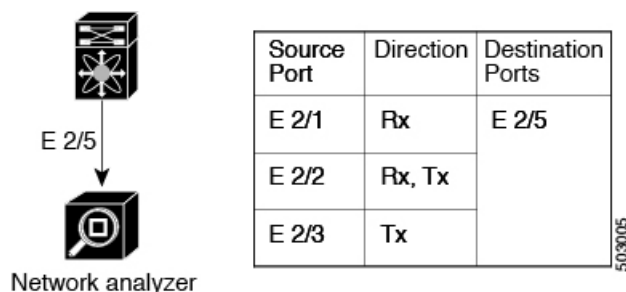 E 2/5
Network analyzer
Source Port Direction Destination Ports
E 2/1 Rx E 2/5
E 2/2 Rx, Tx
E 2/3 Tx
503005